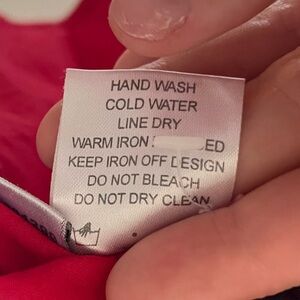 HAND WASH
COLD WATER
LINE DRY
WARM IRON
KEEP IRON OFF DESIGN
DO NOT BLEACH
DO NOT DRY CLEAN